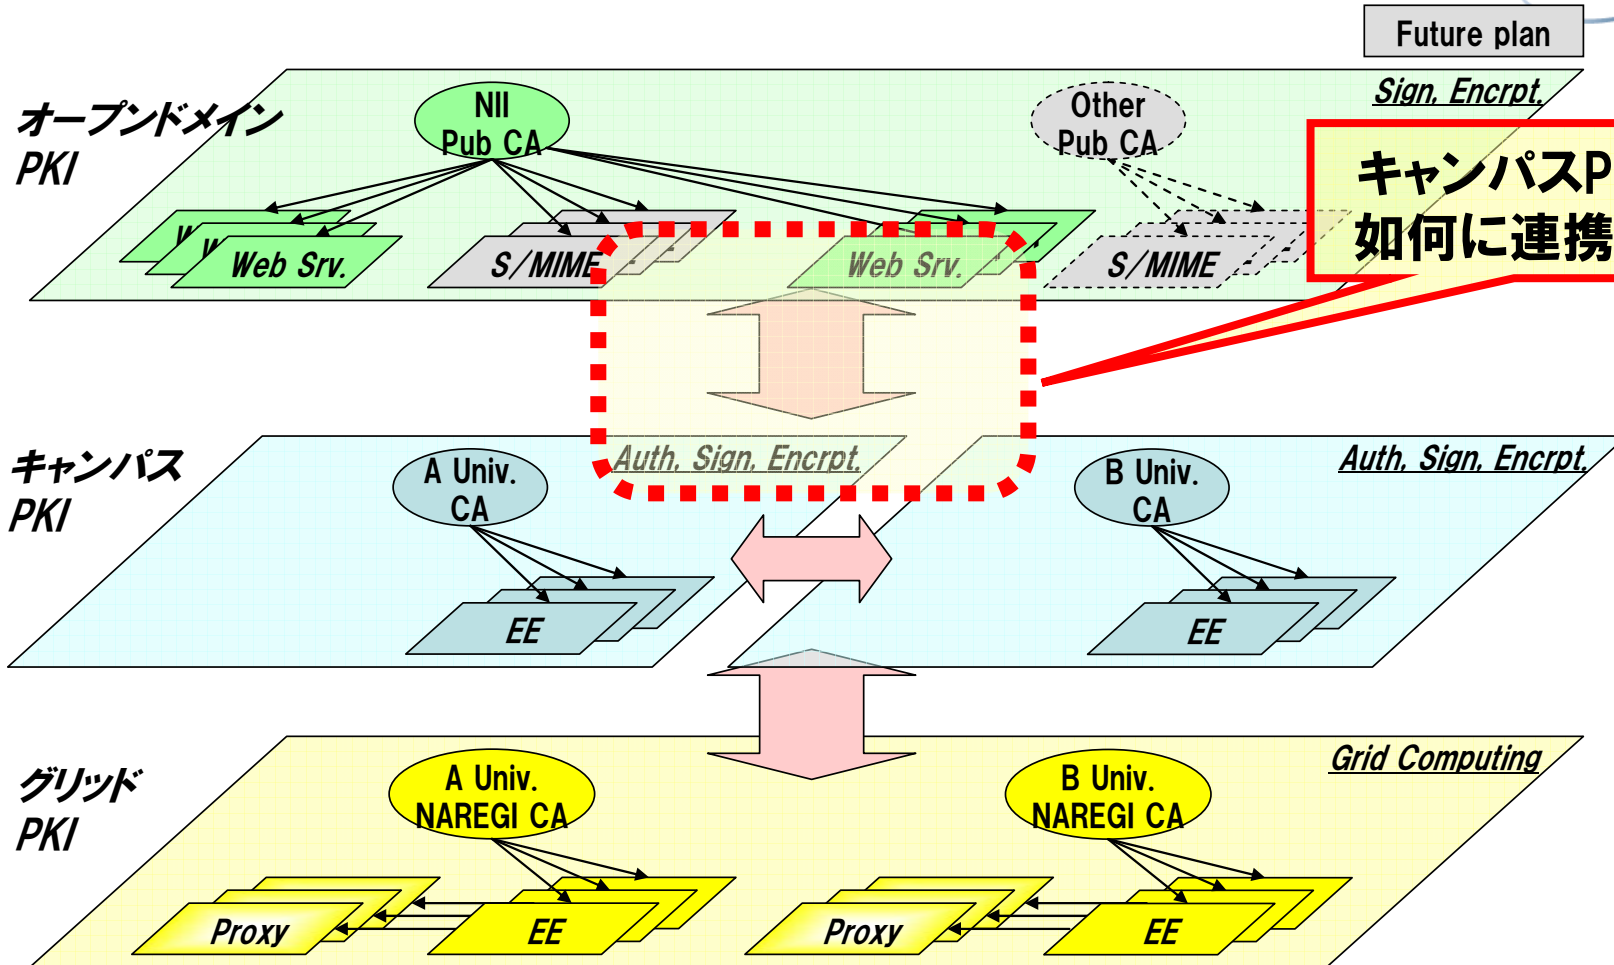 Future plan
オープンドメイン
PKI
Sign, Encrpt.
NII
Pub CA
Other
Pub CA
キャンパスP
如何に連携
Web Srv.
S/MIME
Web Srv.
S/MIME
キャンパス
PKI
Auth, Sign, Encrpt.
Auth, Sign, Encrpt.
A Univ.
CA
B Univ.
CA
EE
EE
グリッド
PKI
Grid Computing
A Univ.
NAREGI CA
B Univ.
NAREGI CA
Proxy
EE
Proxy
EE